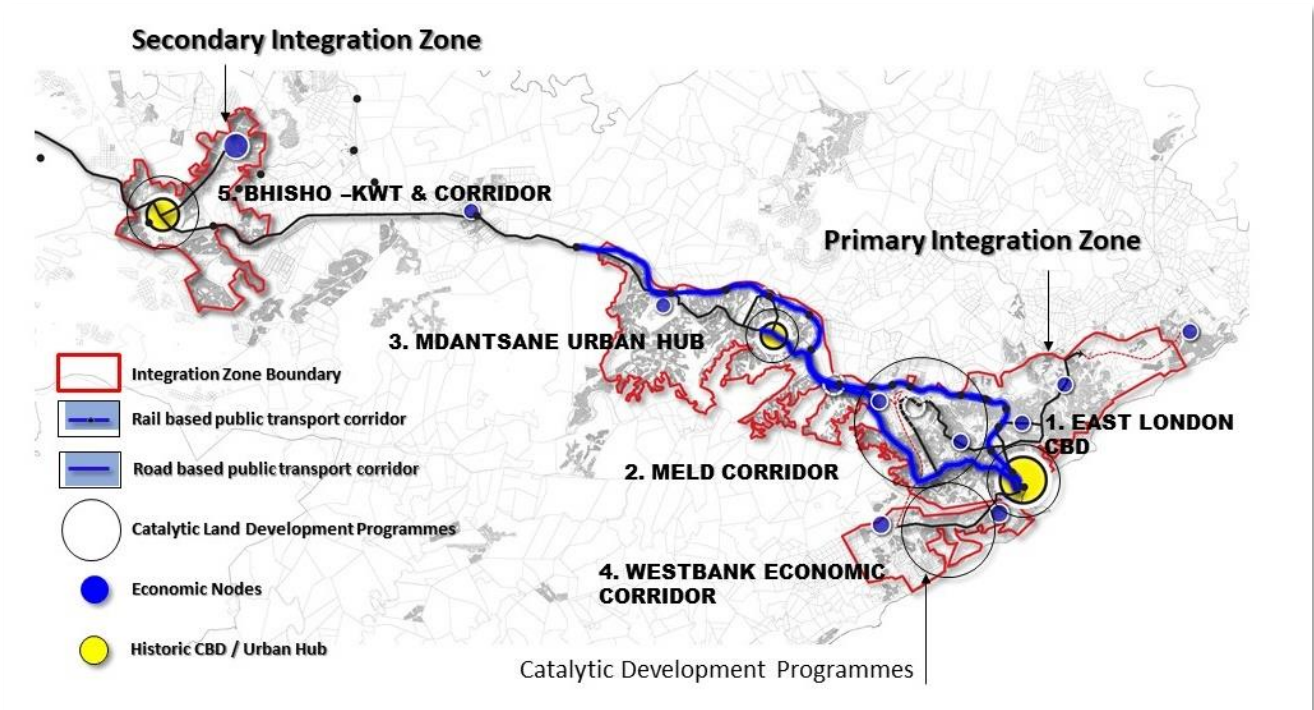 Secondary Integration Zone
5. BHISHO –KWT & CORRIDOR
Primary Integration Zone
3. MDANTSANE URBAN HUB
Integration Zone Boundary
Rail based public transport corridor
1. EAST LONDON
CBD
2. MELD CORRIDOR
Road based public transport corridor
Catalytic Land Development Programmes
4. WESTBANK ECONOMIC
CORRIDOR
Economic Nodes
Historic CBD / Urban Hub
Catalytic Development Programmes